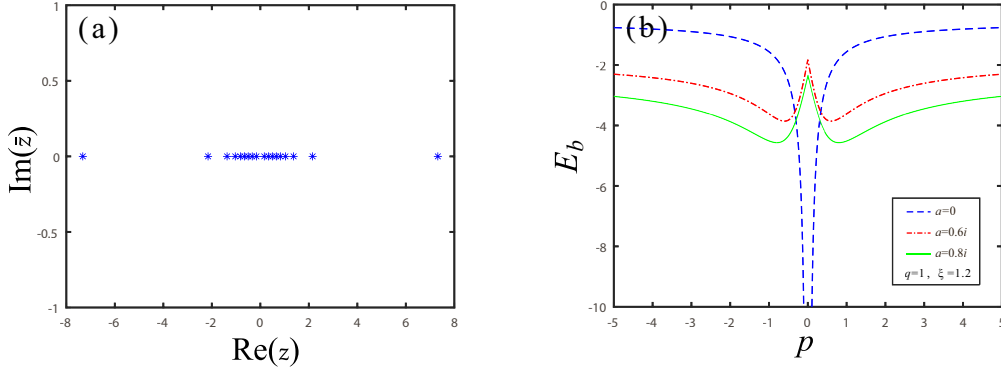 (a)
1
0.5
0
-0.5
-1
-8 -6 -4 -2 0 2 4 6 8
Im(z̄)
Re(z)
(b)
0
-2
-4
-6
-8
-10
-5 -4 -3 -2 -1 0 1 2 3 4 5
E_b
p
a=0
a=0.6i
a=0.8i
q=1, ξ=1.2